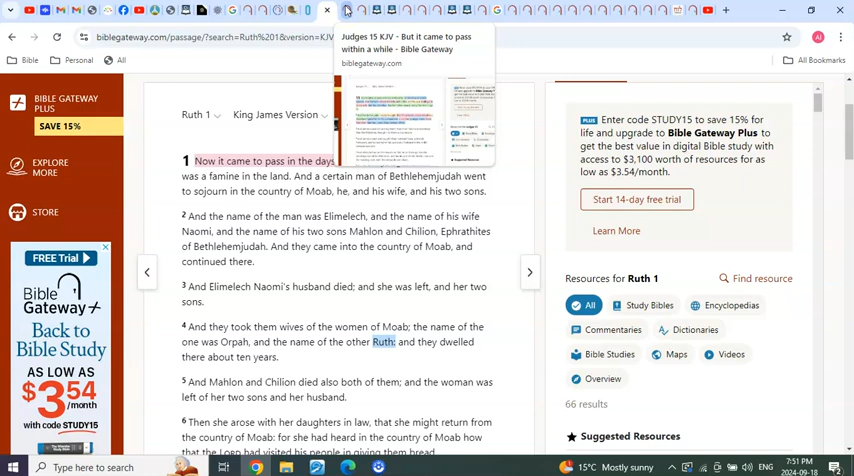 biblegateway.com/passage/?search=Ruth%201&version=KJV
Judges 15 KJV - But it came to pass
within a while - Bible Gateway
biblegateway.com
Bible
Personal
All
All Bookmarks
BIBLE GATEWAY
PLUS
SAVE 15%
EXPLORE
MORE
STORE
FREE Trial
Bible
Gateway+
Back to
Bible Study
AS LOW AS
$3.54
/month
with code STUDY15
Ruth 1
King James Version
1 Now it came to pass in the days
was a famine in the land. And a certain man of Bethlehemjudah went
to sojourn in the country of Moab, he, and his wife, and his two sons.
2 And the name of the man was Elimelech, and the name of his wife
Naomi, and the name of his two sons Mahlon and Chilion, Ephrathites
of Bethlehemjudah. And they came into the country of Moab, and
continued there.
3 And Elimelech Naomi's husband died; and she was left, and her two
sons.
4 And they took them wives of the women of Moab; the name of the
one was Orpah, and the name of the other Ruth: and they dwelled
there about ten years.
5 And Mahlon and Chilion died also both of them; and the woman was
left of her two sons and her husband.
6 Then she arose with her daughters in law, that she might return from
the country of Moab: for she had heard in the country of Moab how
that the LORD had visited his people in giving them bread.
PLUS Enter code STUDY15 to save 15% for
life and upgrade to Bible Gateway Plus to
get the best value in digital Bible study with
access to $3,100 worth of resources for as
low as $3.54/month.
Start 14-day free trial
Learn More
Resources for Ruth 1
Find resource
All
Study Bibles
Encyclopedias
Commentaries
Dictionaries
Bible Studies
Maps
Videos
Overview
66 results
Suggested Resources
Type here to search
15°C Mostly sunny
ENG
7:51 PM
2024-09-18